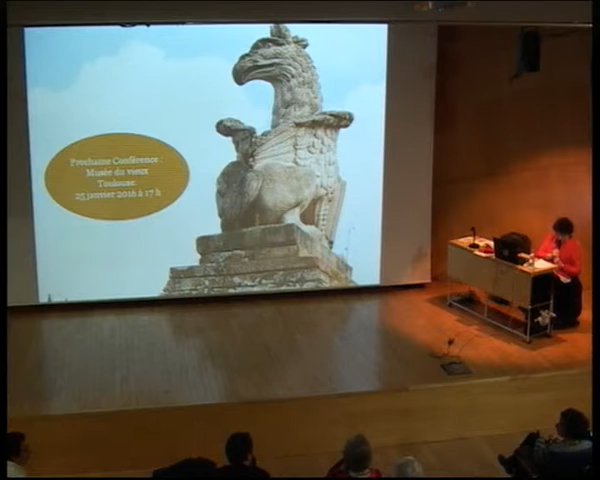 Prochaine Conférence :
Musée du vieux
Toulouse
25 janvier 2016 à 17 h